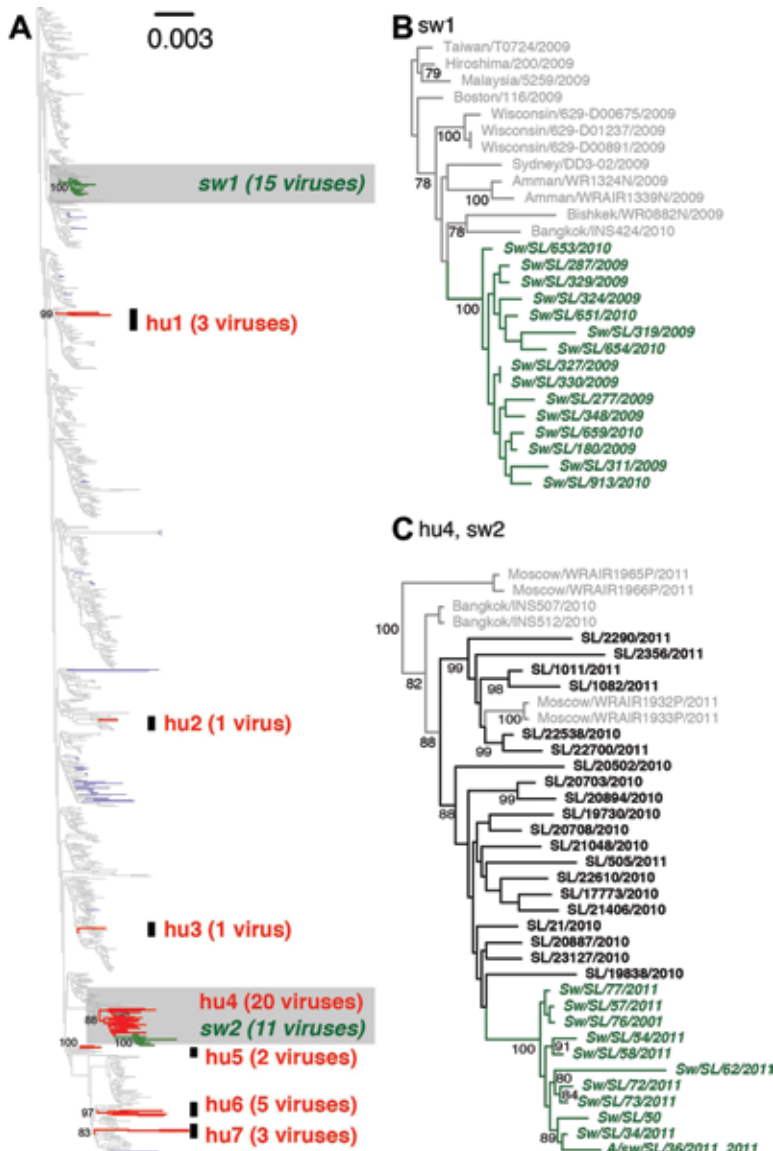 A
0.003
100
sw1 (15 viruses)
99
hu1 (3 viruses)
hu2 (1 virus)
hu3 (1 virus)
hu4 (20 viruses)
88
sw2 (11 viruses)
100
100
hu5 (2 viruses)
97
hu6 (5 viruses)
83
hu7 (3 viruses)
B sw1
Taiwan/T0724/2009
Hiroshima/200/2009
79
Malaysia/5259/2009
Boston/116/2009
Wisconsin/629-D00675/2009
100
Wisconsin/629-D01237/2009
Wisconsin/629-D00891/2009
Sydney/DD3-02/2009
78
Amman/WR1324N/2009
100
Amman/WRAIR1339N/2009
Bishkek/WR0882N/2009
78
Bangkok/INS424/2010
Sw/SL/653/2010
Sw/SL/287/2009
Sw/SL/329/2009
Sw/SL/324/2009
100
Sw/SL/651/2010
Sw/SL/319/2009
Sw/SL/654/2010
Sw/SL/327/2009
Sw/SL/330/2009
Sw/SL/277/2009
Sw/SL/348/2009
Sw/SL/659/2010
Sw/SL/180/2009
Sw/SL/311/2009
Sw/SL/913/2010
C hu4, sw2
Moscow/WRAIR1965P/2011
Moscow/WRAIR1966P/2011
Bangkok/INS507/2010
Bangkok/INS512/2010
100
SL/2290/2011
SL/2356/2011
99
SL/1011/2011
98
82
SL/1082/2011
Moscow/WRAIR1932P/2011
100
Moscow/WRAIR1933P/2011
88
SL/22538/2010
99
SL/22700/2011
SL/20502/2010
SL/20703/2010
99
SL/20894/2010
88
SL/19730/2010
SL/20708/2010
SL/21048/2010
SL/505/2011
SL/22610/2010
SL/17773/2010
SL/21406/2010
SL/21/2010
SL/20887/2010
SL/23127/2010
SL/19838/2010
Sw/SL/77/2011
Sw/SL/57/2011
Sw/SL/76/2001
Sw/SL/54/2011
100
91
Sw/SL/58/2011
Sw/SL/62/2011
80
Sw/SL/72/2011
84
Sw/SL/73/2011
Sw/SL/50
89
Sw/SL/34/2011
A/sw/SL/36/2011_2011